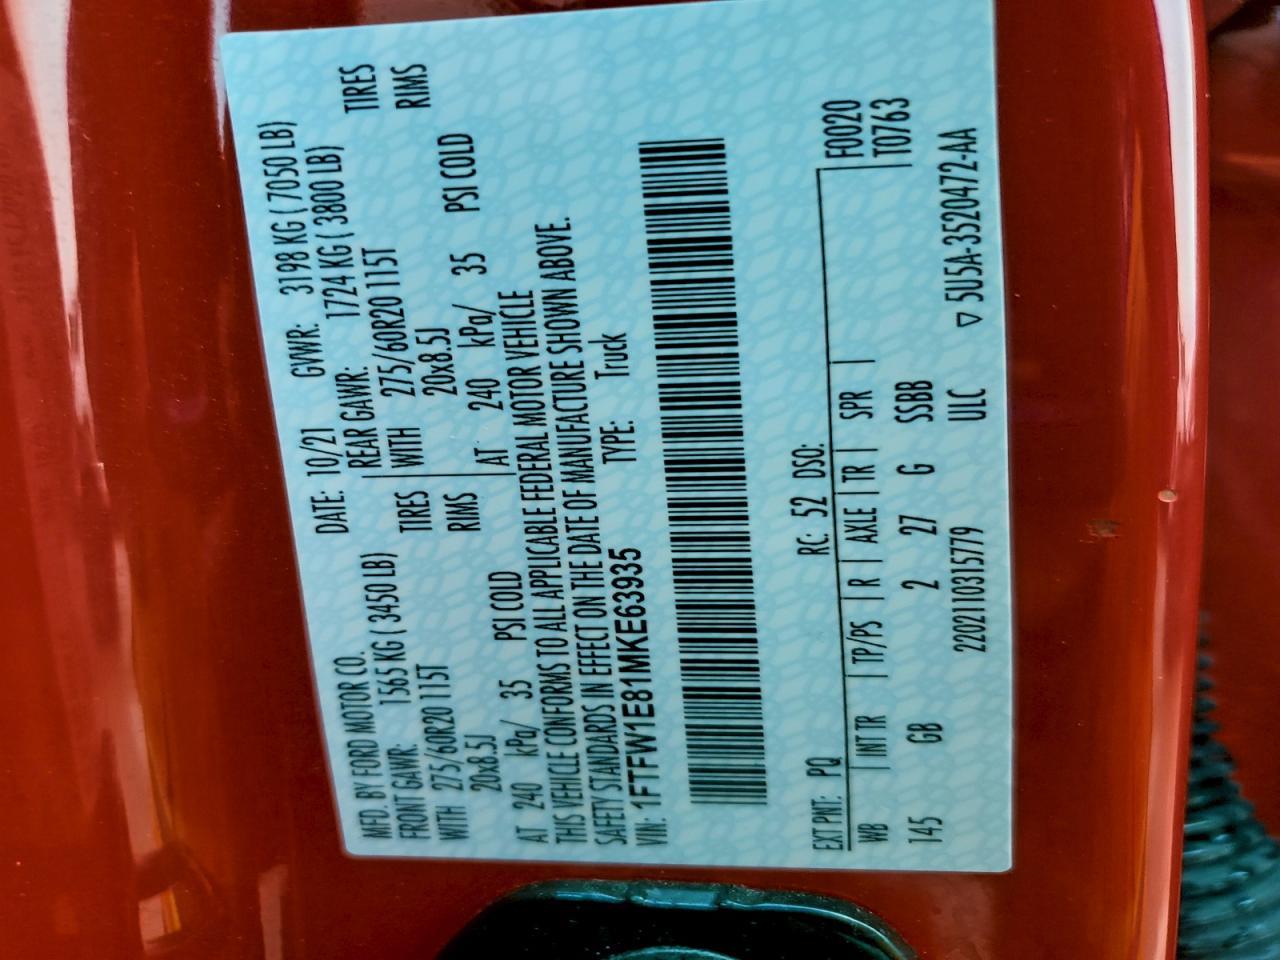 MFD. BY FORD MOTOR CO.
DATE: 10/21 GVWR: 3198 KG ( 7050 LB)
FRONT GAWR: 1565 KG ( 3450 LB)
REAR GAWR: 1724 KG ( 3800 LB)
WITH 275/60R20 115T TIRES
WITH 275/60R20 115T TIRES
20x8.5J RIMS
20x8.5J RIMS
AT 240 kPa/ 35 PSI COLD
AT 240 kPa/ 35 PSI COLD
THIS VEHICLE CONFORMS TO ALL APPLICABLE FEDERAL MOTOR VEHICLE
SAFETY STANDARDS IN EFFECT ON THE DATE OF MANUFACTURE SHOWN ABOVE.
VIN: 1FTFW1E81MKE63935 TYPE: Truck
EXT PNT: PQ RC: 52 DSO: F0020
WB | INT TR | TP/PS | R | AXLE | TR | SPR | T0763
145 GB 2 27 G SSBB
220211031​5779 ULC ▽ 5U5A-3520472-AA